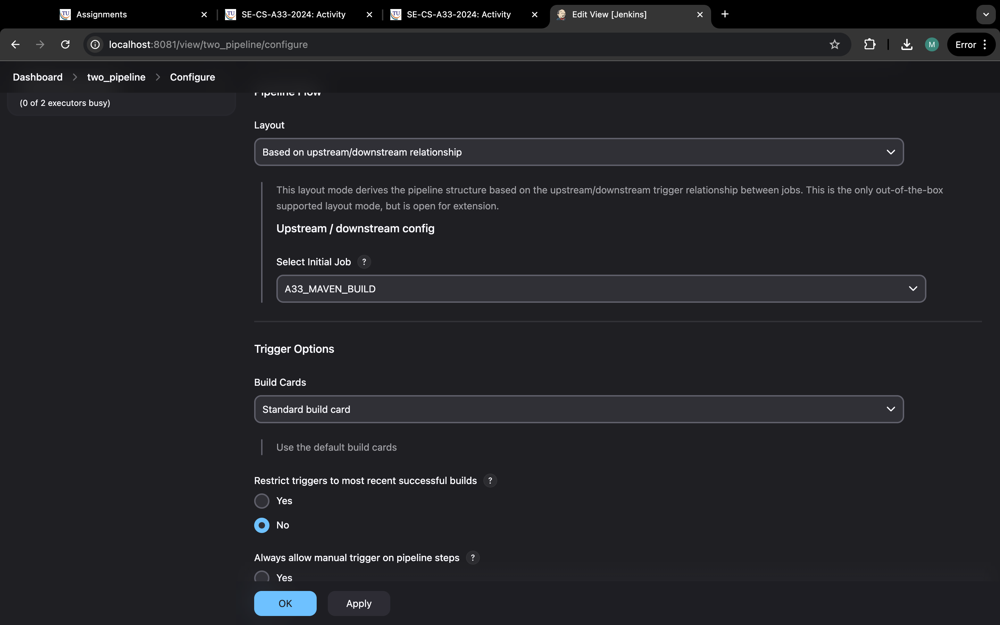 TU Assignments
TU SE-CS-A33-2024: Activity
TU SE-CS-A33-2024: Activity
Edit View [Jenkins]
localhost:8081/view/two_pipeline/configure
M
Error
Dashboard > two_pipeline > Configure
(0 of 2 executors busy)
Pipeline Flow
Layout
Based on upstream/downstream relationship
This layout mode derives the pipeline structure based on the upstream/downstream trigger relationship between jobs. This is the only out-of-the-box
supported layout mode, but is open for extension.
Upstream / downstream config
Select Initial Job ?
A33_MAVEN_BUILD
Trigger Options
Build Cards
Standard build card
Use the default build cards
Restrict triggers to most recent successful builds ?
Yes
No
Always allow manual trigger on pipeline steps ?
Yes
OK Apply